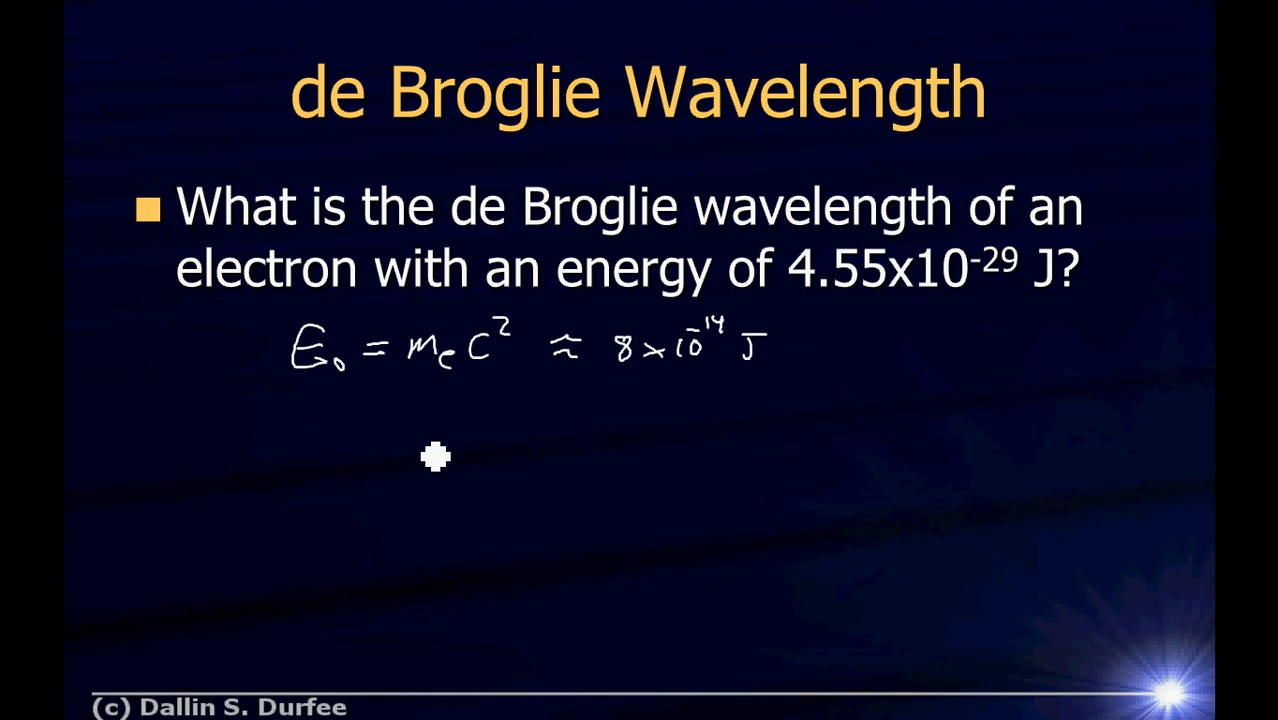 de Broglie Wavelength
What is the de Broglie wavelength of an
electron with an energy of 4.55x10⁻²⁹ J?
E₀ = mₑc² ≈ 8×10⁻¹⁴ J
(c) Dallin S. Durfee